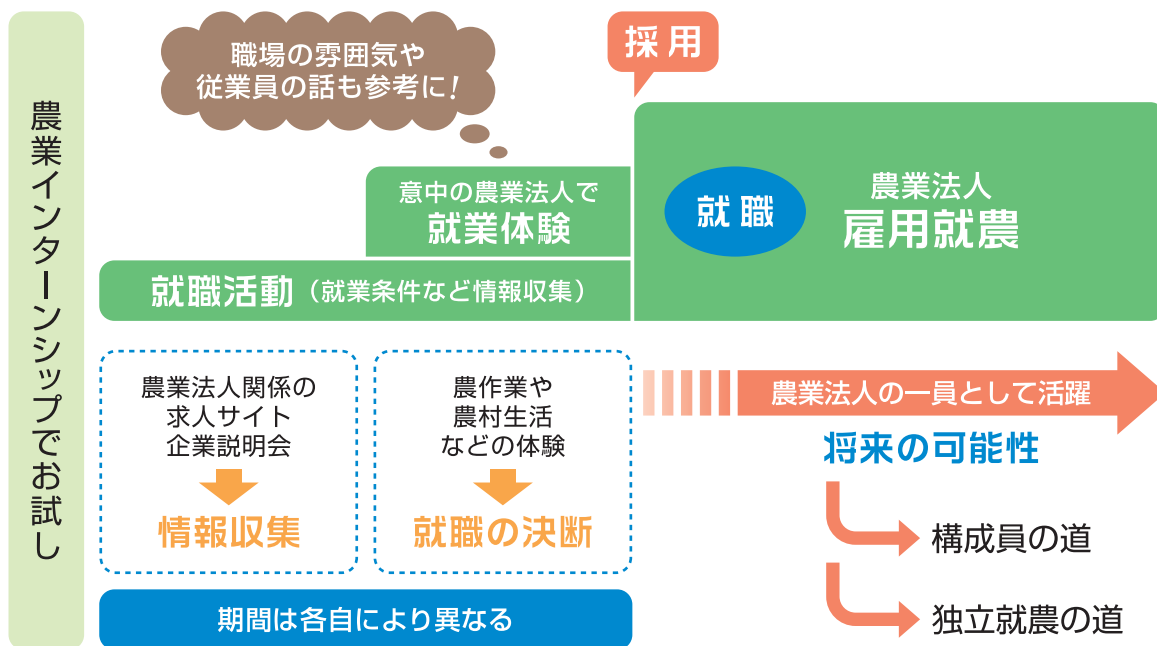 農業インターンシップでお試し
職場の雰囲気や
従業員の話も参考に!
採用
意中の農業法人で
就業体験
就職
農業法人
雇用就農
就職活動（就業条件など情報収集）
農業法人関係の
求人サイト
企業説明会
情報収集
農作業や
農村生活
などの体験
就職の決断
農業法人の一員として活躍
将来の可能性
構成員の道
独立就農の道
期間は各自により異なる